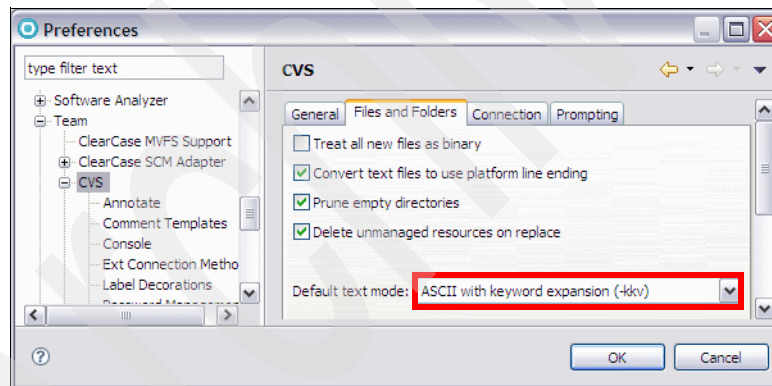 Preferences
type filter text
Software Analyzer
Team
ClearCase MVFS Support
ClearCase SCM Adapter
CVS
Annotate
Comment Templates
Console
Ext Connection Metho
Label Decorations
CVS
General Files and Folders Connection Prompting
Treat all new files as binary
Convert text files to use platform line ending
Prune empty directories
Delete unmanaged resources on replace
Default text mode: ASCII with keyword expansion (-kkv)
OK Cancel